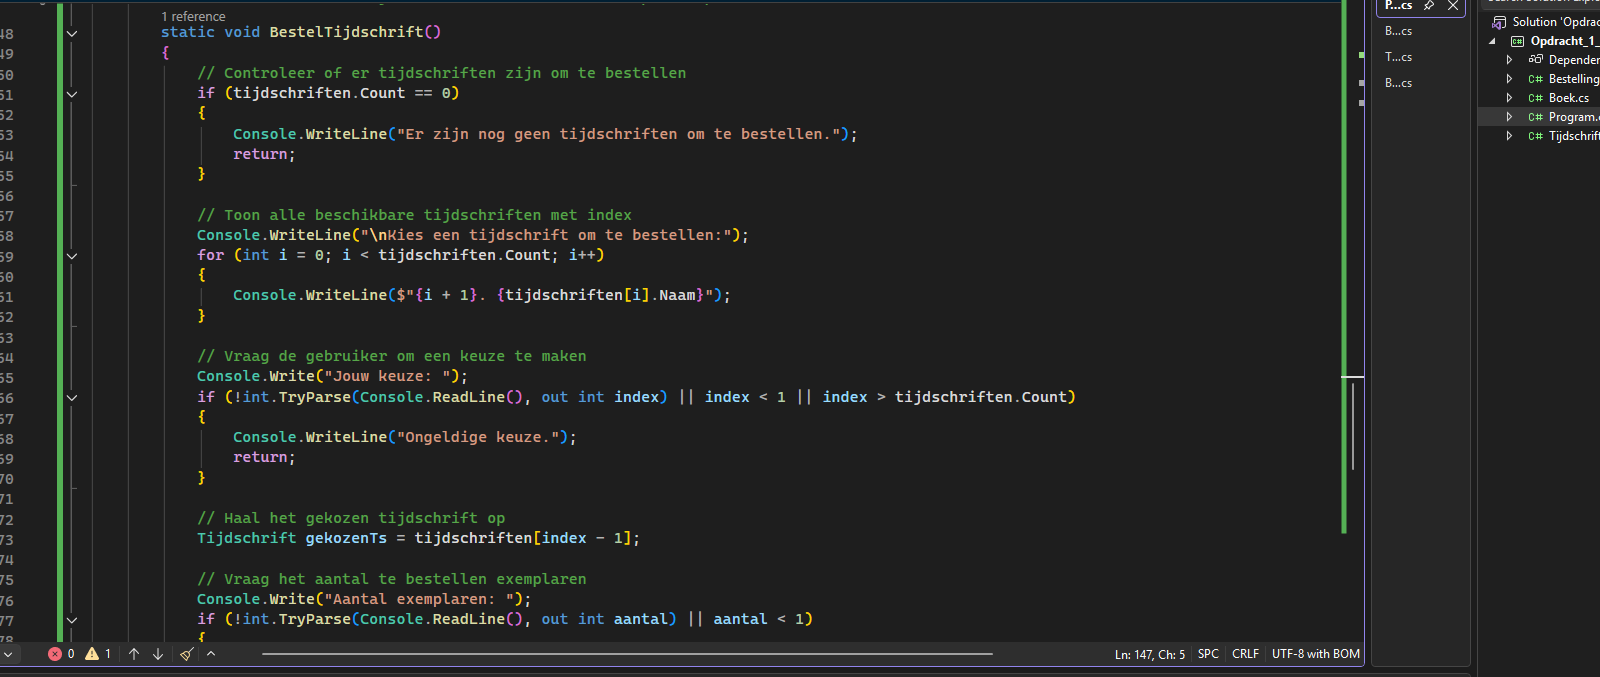 1 reference
48 static void BestelTijdschrift()
49 {
50 // Controleer of er tijdschriften zijn om te bestellen
51 if (tijdschriften.Count == 0)
52 {
53 Console.WriteLine("Er zijn nog geen tijdschriften om te bestellen.");
54 return;
55 }
56
57 // Toon alle beschikbare tijdschriften met index
58 Console.WriteLine("\nKies een tijdschrift om te bestellen:");
59 for (int i = 0; i < tijdschriften.Count; i++)
60 {
61 Console.WriteLine($"{i + 1}. {tijdschriften[i].Naam}");
62 }
63
64 // Vraag de gebruiker om een keuze te maken
65 Console.Write("Jouw keuze: ");
66 if (!int.TryParse(Console.ReadLine(), out int index) || index < 1 || index > tijdschriften.Count)
67 {
68 Console.WriteLine("Ongeldige keuze.");
69 return;
70 }
71
72 // Haal het gekozen tijdschrift op
73 Tijdschrift gekozenTs = tijdschriften[index - 1];
74
75 // Vraag het aantal te bestellen exemplaren
76 Console.Write("Aantal exemplaren: ");
77 if (!int.TryParse(Console.ReadLine(), out int aantal) || aantal < 1)
78 {
0 1 Ln: 147, Ch: 5 SPC CRLF UTF-8 with BOM
P...cs
B...cs
T...cs
B...cs
Solution 'Opdrac
C# Opdracht_1_
Depender
C# Bestelling
C# Boek.cs
C# Program.c
C# Tijdschrift